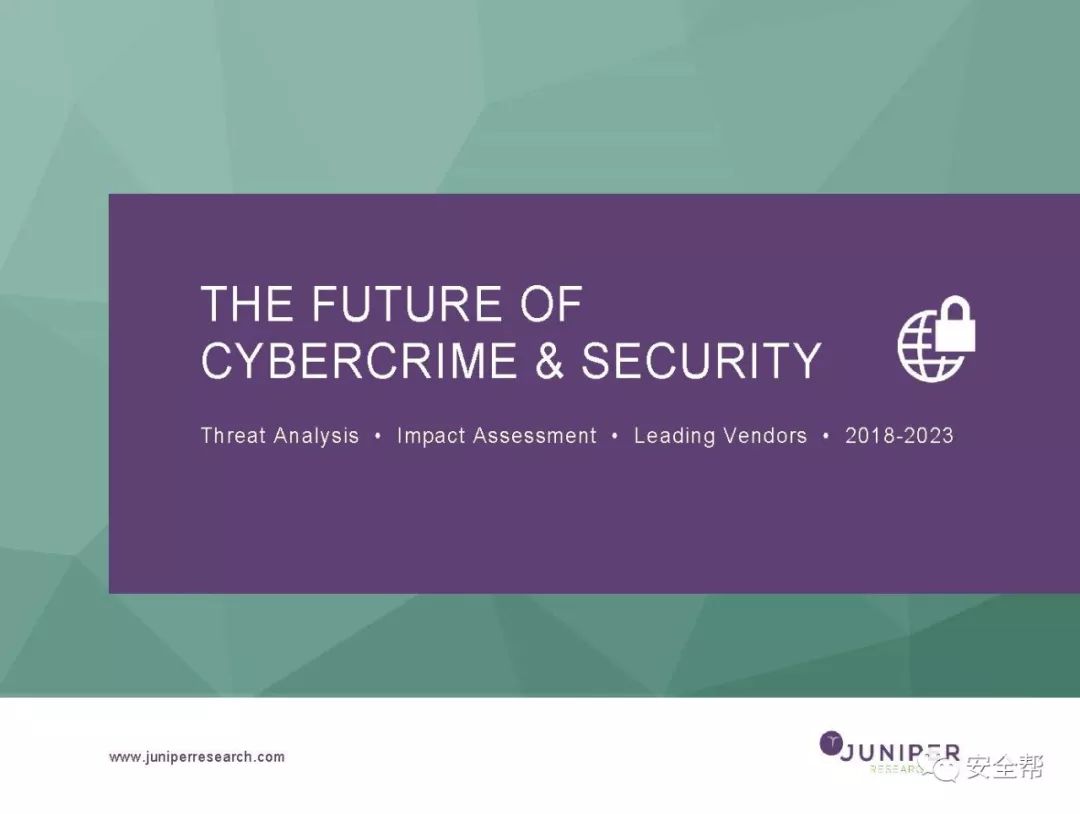 THE FUTURE OF
CYBERCRIME & SECURITY
Threat Analysis • Impact Assessment • Leading Vendors • 2018-2023
www.juniperresearch.com
JUNIPER
安全帮